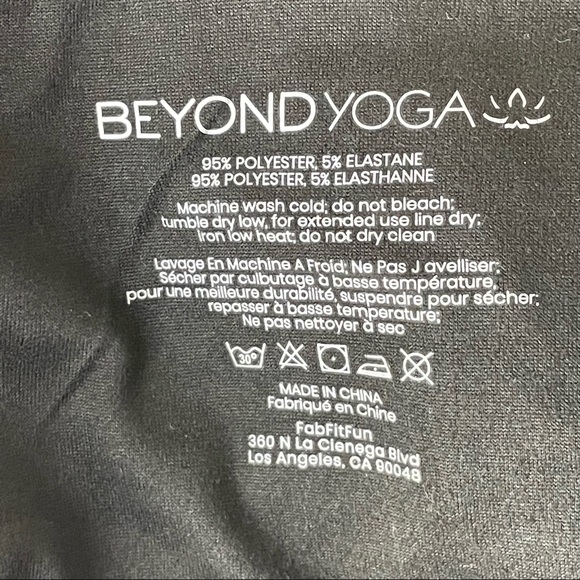 BEYOND YOGA
95% POLYESTER, 5% ELASTANE
95% POLYESTER, 5% ELASTHANNE
Machine wash cold; do not bleach;
tumble dry low, for extended use line dry;
Iron low heat; do not dry clean
Lavage En Machine A Froid; Ne Pas J avelliser;
Sécher par culbutage à basse température,
pour une meilleure durabilité, suspendre pour sécher;
repasser à basse temperature;
Ne pas nettoyer à sec
30°
MADE IN CHINA
Fabriqué en Chine
FabFitFun
360 N La Cienega Blvd
Los Angeles, CA 90048